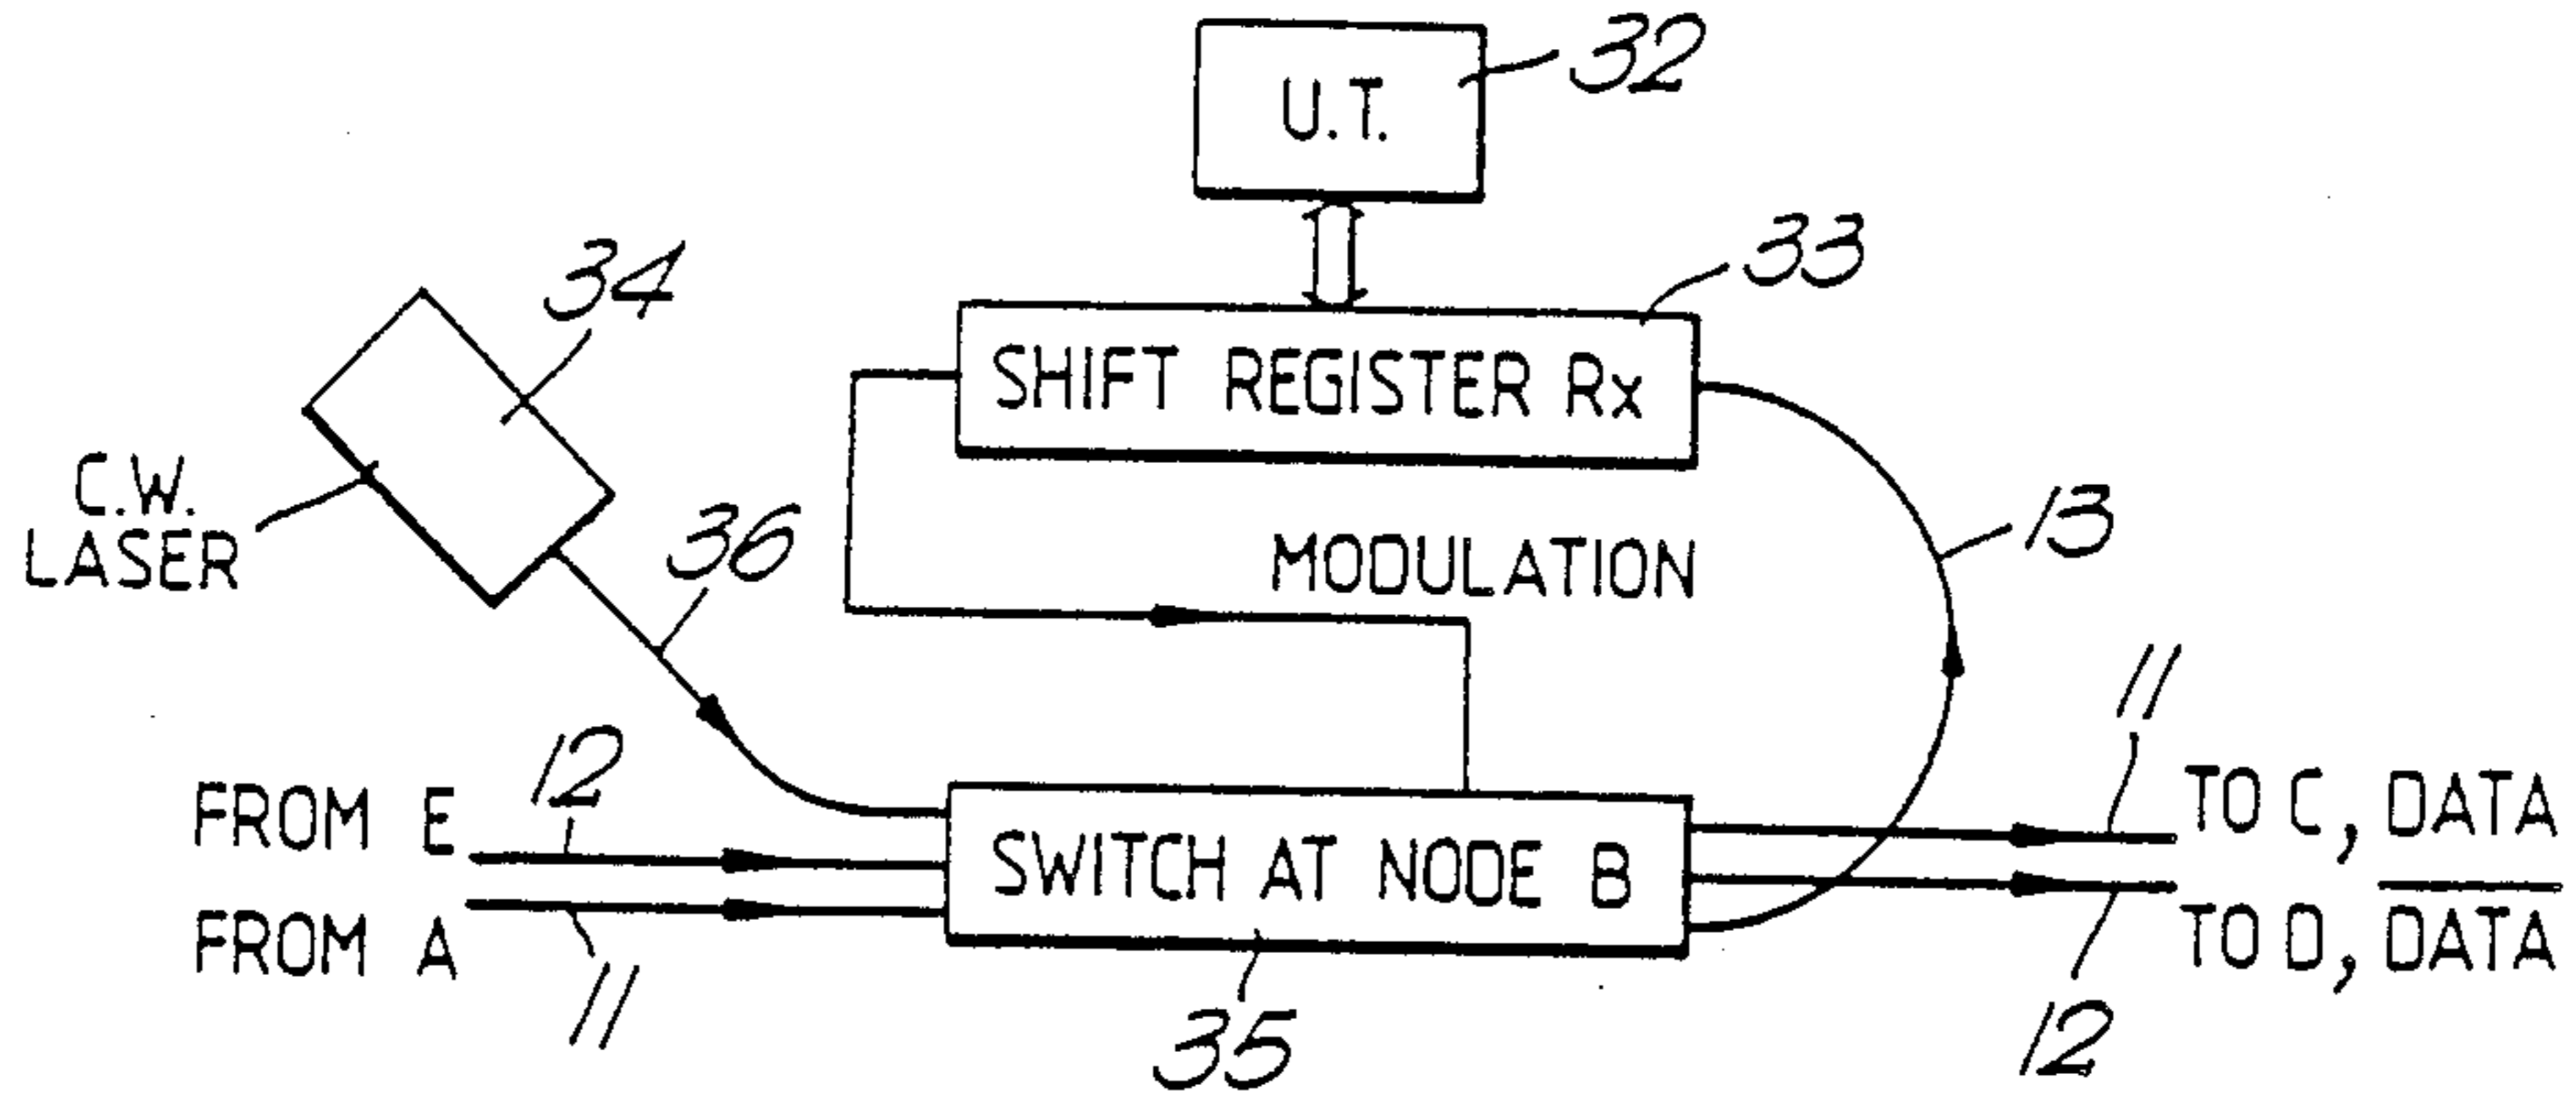 32
U.T.
33
34
SHIFT REGISTER Rx
C.W.
LASER
36
MODULATION
13
11
12
FROM E
TO C, DATA
SWITCH AT NODE B
FROM A
TO D, D̅A̅T̅A̅
11
35
12